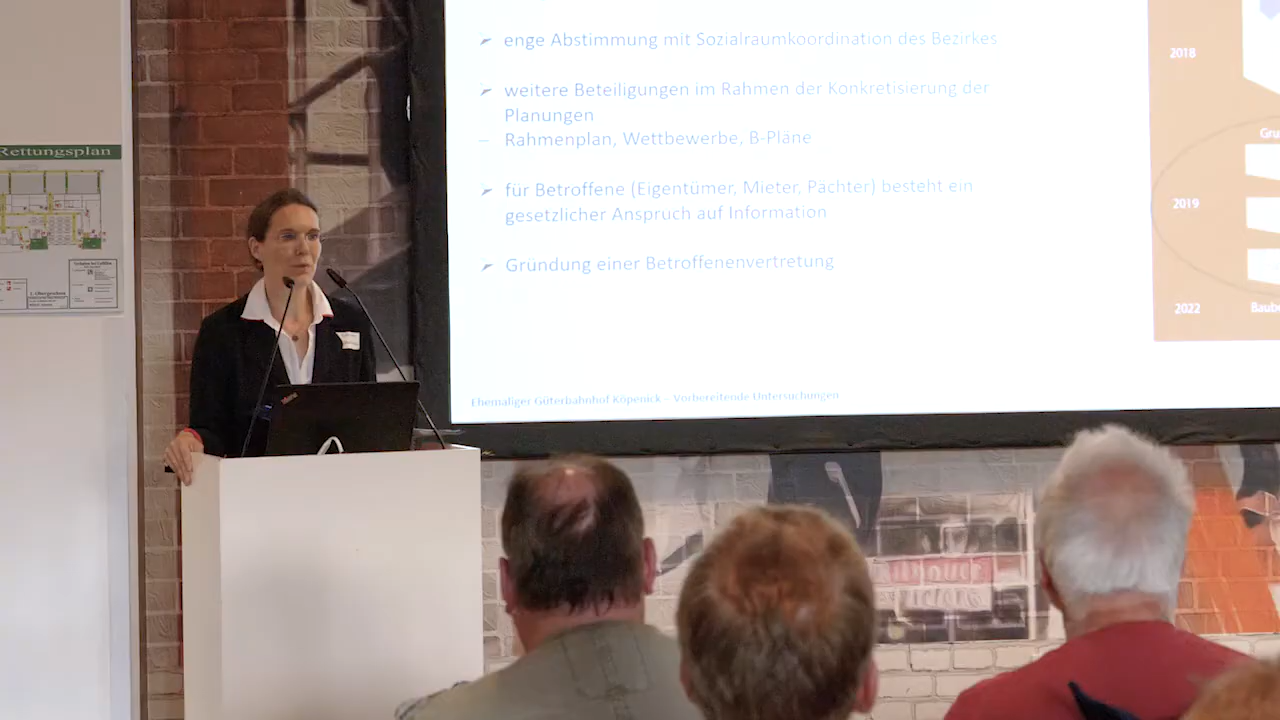 enge Abstimmung mit Sozialraumkoordination des Bezirkes
weitere Beteiligungen im Rahmen der Konkretisierung der
Planungen
– Rahmenplan, Wettbewerbe, B-Pläne
für Betroffene (Eigentümer, Mieter, Pächter) besteht ein
gesetzlicher Anspruch auf Information
Gründung einer Betroffenenvertretung
Ehemaliger Güterbahnhof Köpenick – Vorbereitende Untersuchungen
2018
Gru
2019
2022
Baube
Rettungsplan